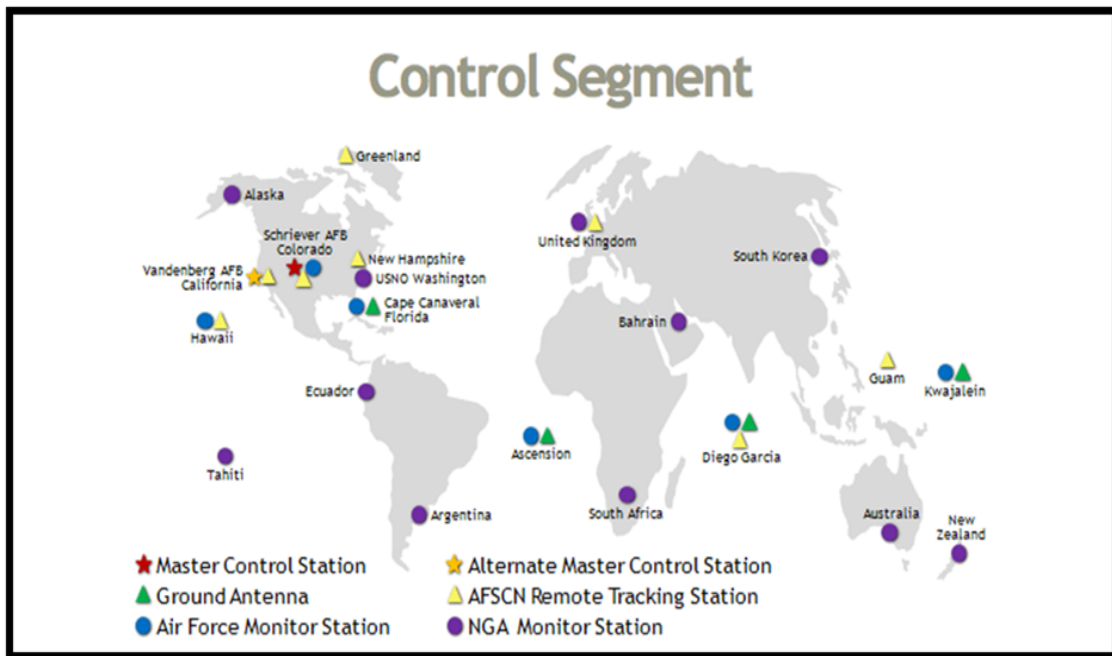 Control Segment
Greenland
Alaska
Schriever AFB
Colorado
New Hampshire
Vandenberg AFB
California
USNO Washington
Cape Canaveral
Florida
Hawaii
United Kingdom
South Korea
Bahrain
Guam
Kwajalein
Ecuador
Ascension
Diego Garcia
Tahiti
Argentina
South Africa
Australia
New
Zealand
Master Control Station
Alternate Master Control Station
Ground Antenna
AFSCN Remote Tracking Station
Air Force Monitor Station
NGA Monitor Station